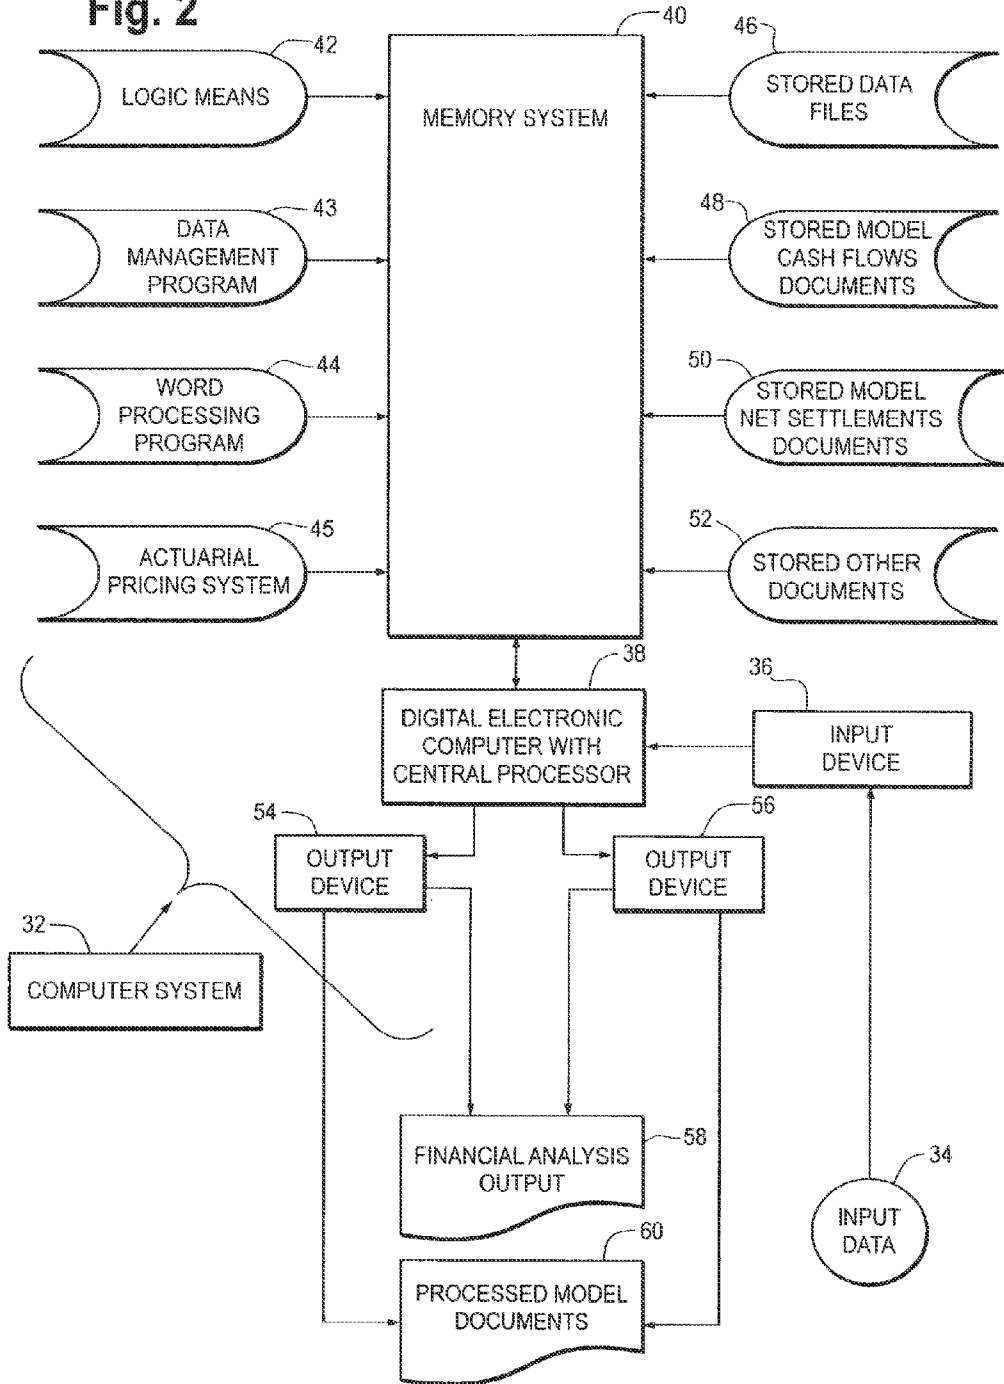 Fig. 2
42
LOGIC MEANS
40
MEMORY SYSTEM
46
STORED DATA
FILES
43
DATA
MANAGEMENT
PROGRAM
48
STORED MODEL
CASH FLOWS
DOCUMENTS
44
WORD
PROCESSING
PROGRAM
50
STORED MODEL
NET SETTLEMENTS
DOCUMENTS
45
ACTUARIAL
PRICING SYSTEM
52
STORED OTHER
DOCUMENTS
38
DIGITAL ELECTRONIC
COMPUTER WITH
CENTRAL PROCESSOR
36
INPUT
DEVICE
54
OUTPUT
DEVICE
56
OUTPUT
DEVICE
32
COMPUTER SYSTEM
58
FINANCIAL ANALYSIS
OUTPUT
34
INPUT
DATA
60
PROCESSED MODEL
DOCUMENTS